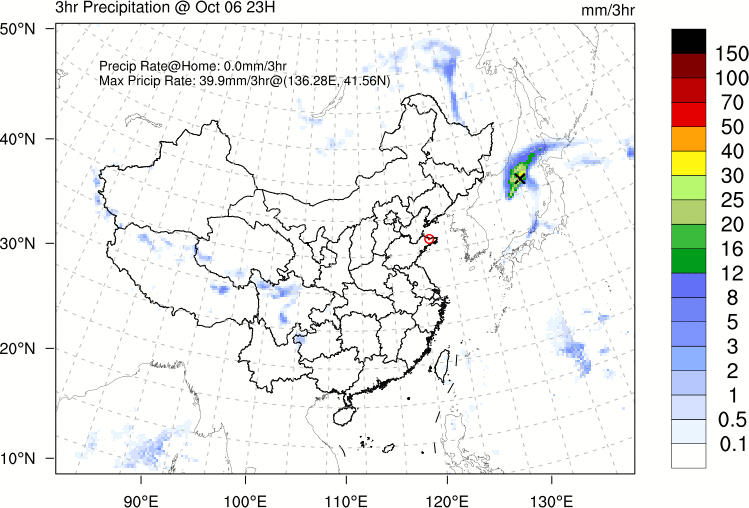 3hr Precipitation @ Oct 06 23H
mm/3hr
Precip Rate@Home: 0.0mm/3hr
Max Pricip Rate: 39.9mm/3hr@(136.28E, 41.56N)
50°N
40°N
30°N
20°N
10°N
90°E
100°E
110°E
120°E
130°E
150
100
70
50
40
30
25
20
16
12
8
5
3
2
1
0.5
0.1